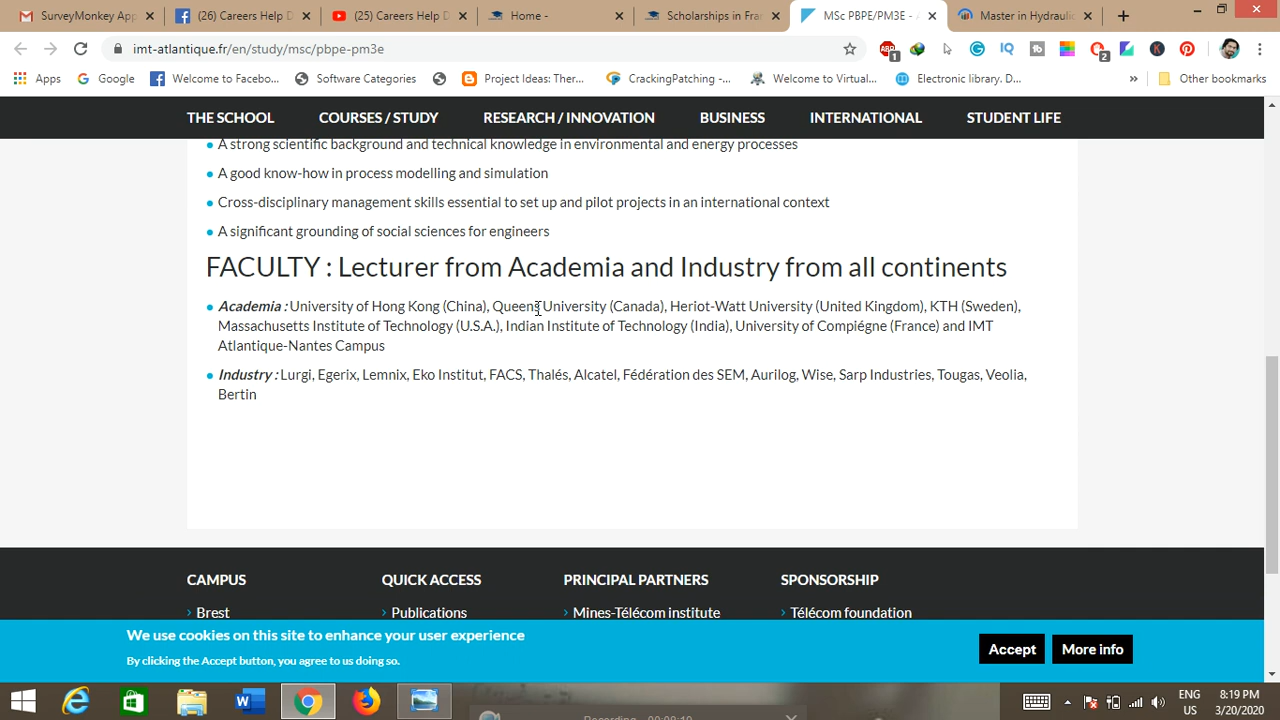 SurveyMonkey App
(26) Careers Help D
(25) Careers Help D
Home -
Scholarships in Fra
MSc PBPE/PM3E - A
Master in Hydraulic
imt-atlantique.fr/en/study/msc/pbpe-pm3e
Apps
Google
Welcome to Facebo...
Software Categories
Project Ideas: Ther...
CrackingPatching -...
Welcome to Virtual...
Electronic library. D...
Other bookmarks
THE SCHOOL
COURSES / STUDY
RESEARCH / INNOVATION
BUSINESS
INTERNATIONAL
STUDENT LIFE
A strong scientific background and technical knowledge in environmental and energy processes
A good know-how in process modelling and simulation
Cross-disciplinary management skills essential to set up and pilot projects in an international context
A significant grounding of social sciences for engineers
FACULTY : Lecturer from Academia and Industry from all continents
Academia : University of Hong Kong (China), Queens University (Canada), Heriot-Watt University (United Kingdom), KTH (Sweden),
Massachusetts Institute of Technology (U.S.A.), Indian Institute of Technology (India), University of Compiégne (France) and IMT
Atlantique-Nantes Campus
Industry : Lurgi, Egerix, Lemnix, Eko Institut, FACS, Thalés, Alcatel, Fédération des SEM, Aurilog, Wise, Sarp Industries, Tougas, Veolia,
Bertin
CAMPUS
QUICK ACCESS
PRINCIPAL PARTNERS
SPONSORSHIP
Brest
Publications
Mines-Télécom institute
Télécom foundation
We use cookies on this site to enhance your user experience
By clicking the Accept button, you agree to us doing so.
Accept
More info
ENG
US
8:19 PM
3/20/2020